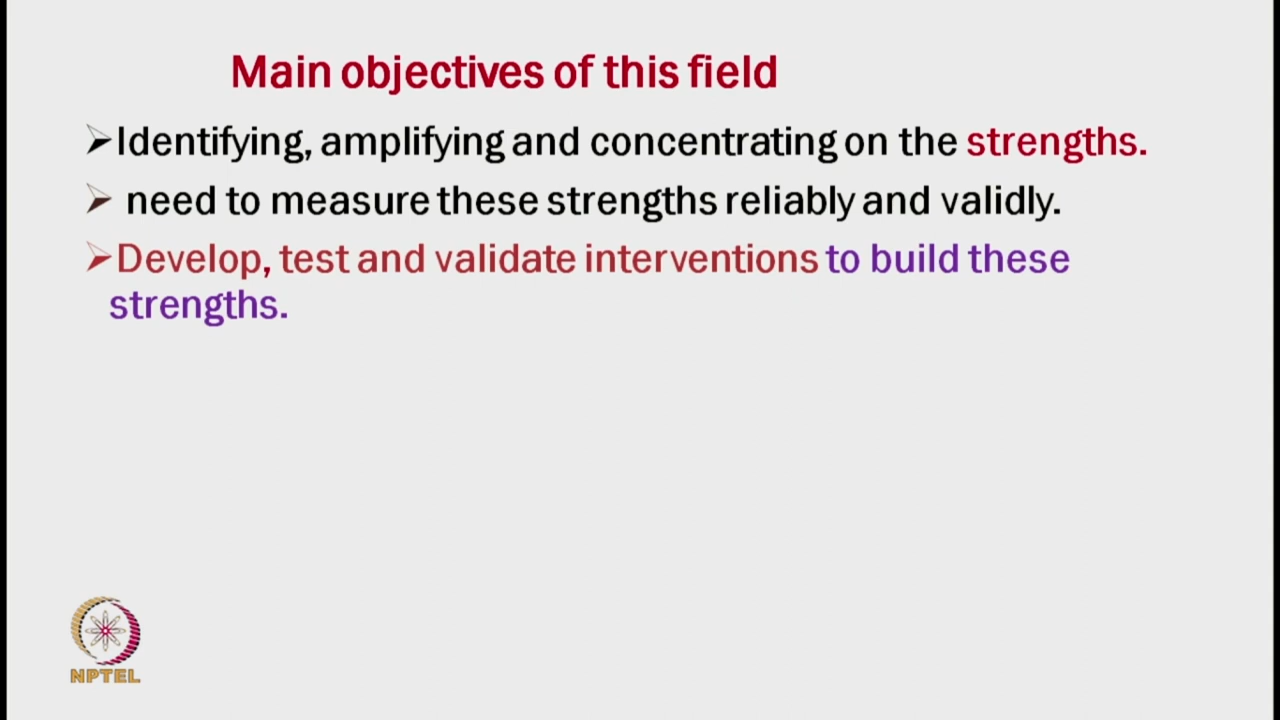 Main objectives of this field
➢Identifying, amplifying and concentrating on the strengths.
➢ need to measure these strengths reliably and validly.
➢Develop, test and validate interventions to build these
strengths.
NPTEL